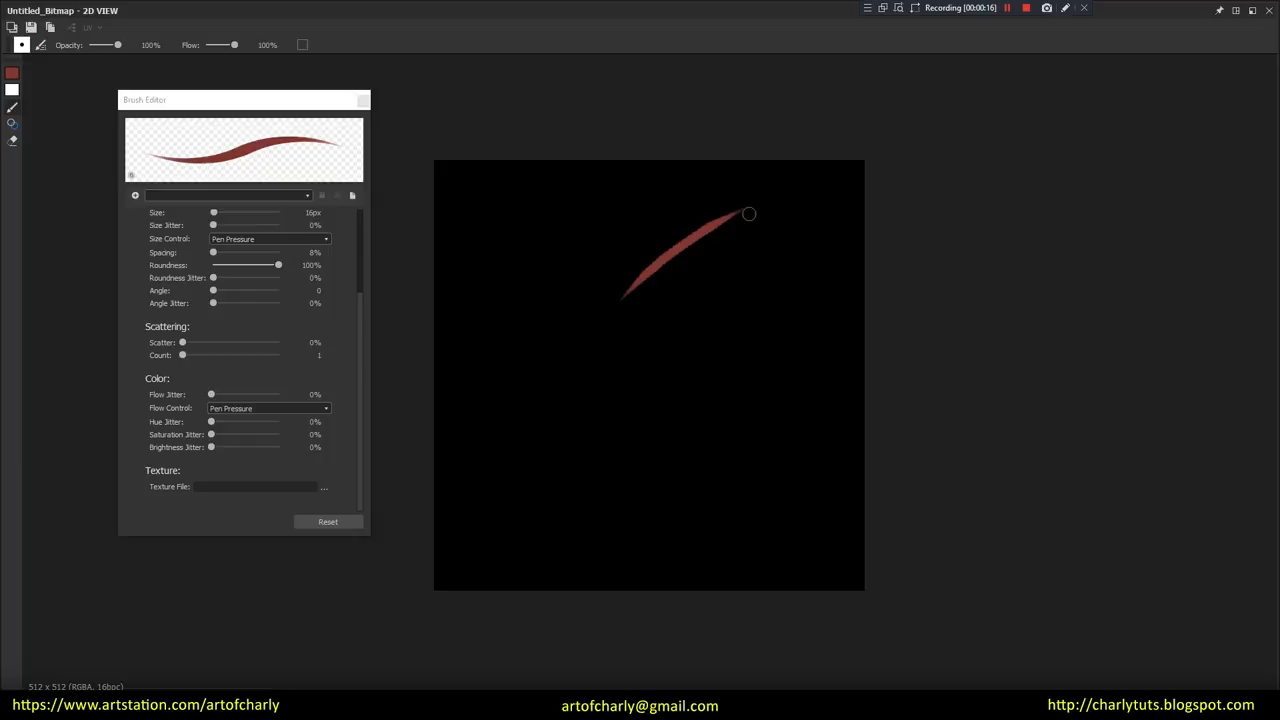 Untitled_Bitmap - 2D VIEW
Recording [00:00:16]
UV
Opacity: 100% Flow: 100%
Brush Editor
Size: 16px
Size Jitter: 0%
Size Control: Pen Pressure
Spacing: 8%
Roundness: 100%
Roundness Jitter: 0%
Angle: 0
Angle Jitter: 0%
Scattering:
Scatter: 0%
Count: 1
Color:
Flow Jitter: 0%
Flow Control: Pen Pressure
Hue Jitter: 0%
Saturation Jitter: 0%
Brightness Jitter: 0%
Texture:
Texture File: ...
Reset
512 x 512 (RGBA, 16bpc)
https://www.artstation.com/artofcharly artofcharly@gmail.com http://charlytuts.blogspot.com